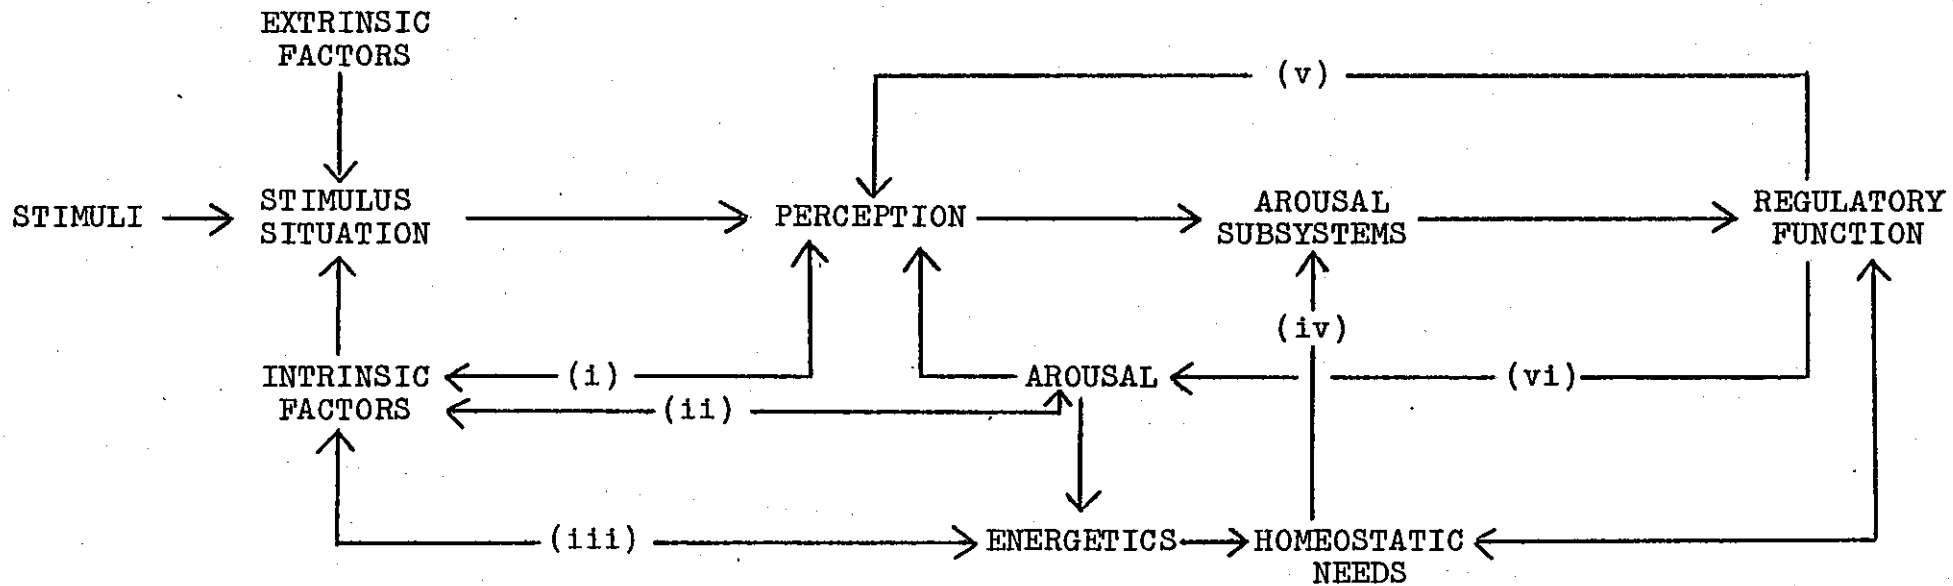 EXTRINSIC
FACTORS
(v)
STIMULI
STIMULUS
SITUATION
PERCEPTION
AROUSAL
SUBSYSTEMS
REGULATORY
FUNCTION
(iv)
INTRINSIC
FACTORS
(i)
AROUSAL
(vi)
(ii)
(iii)
ENERGETICS
HOMEOSTATIC
NEEDS